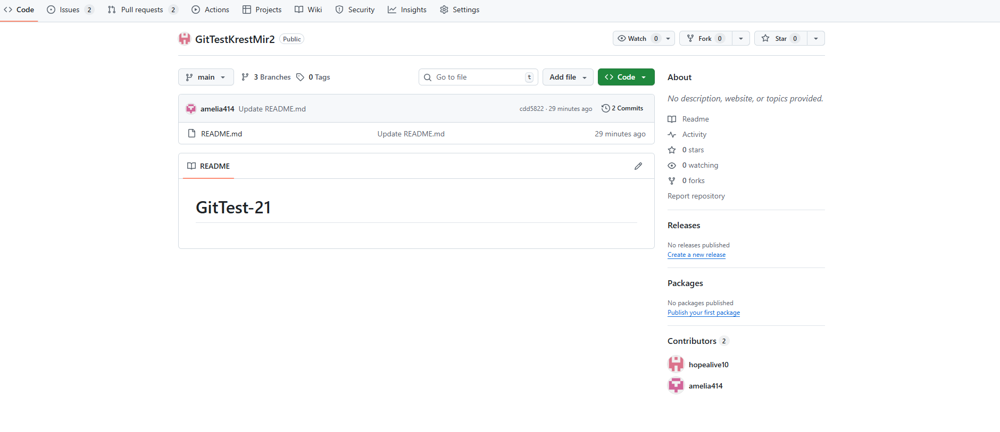 Code Issues 2 Pull requests 2 Actions Projects Wiki Security Insights Settings
GitTestKrestMir2 Public Watch 0 Fork 0 Star 0
main 3 Branches 0 Tags Go to file t Add file Code
amelia414 Update README.md cdd5822 · 29 minutes ago 2 Commits
README.md Update README.md 29 minutes ago
README
GitTest-21
About
No description, website, or topics provided.
Readme
Activity
0 stars
0 watching
0 forks
Report repository
Releases
No releases published
Create a new release
Packages
No packages published
Publish your first package
Contributors 2
hopealive10
amelia414